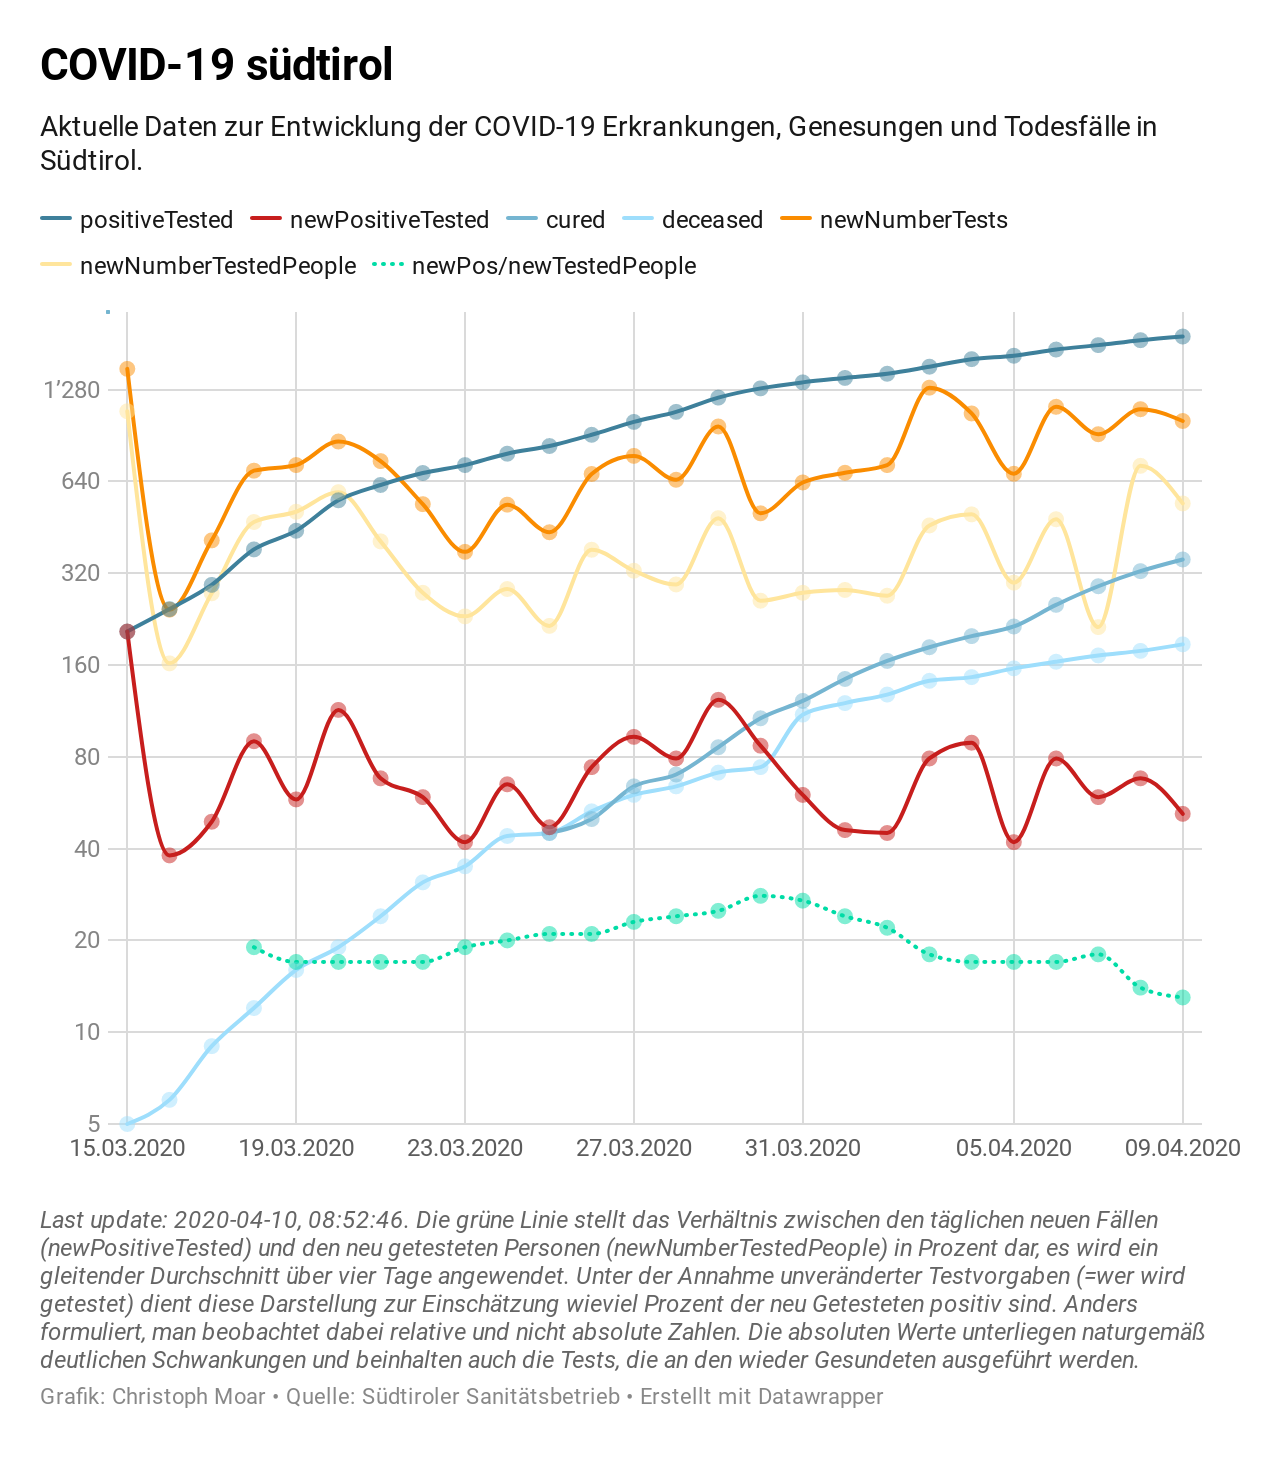 COVID-19 südtirol
Aktuelle Daten zur Entwicklung der COVID-19 Erkrankungen, Genesungen und Todesfälle in
Südtirol.
positiveTested newPositiveTested cured deceased newNumberTests
newNumberTestedPeople newPos/newTestedPeople
1’280
640
320
160
80
40
20
10
5
15.03.2020 19.03.2020 23.03.2020 27.03.2020 31.03.2020 05.04.2020 09.04.2020
Last update: 2020-04-10, 08:52:46. Die grüne Linie stellt das Verhältnis zwischen den täglichen neuen Fällen
(newPositiveTested) und den neu getesteten Personen (newNumberTestedPeople) in Prozent dar, es wird ein
gleitender Durchschnitt über vier Tage angewendet. Unter der Annahme unveränderter Testvorgaben (=wer wird
getestet) dient diese Darstellung zur Einschätzung wieviel Prozent der neu Getesteten positiv sind. Anders
formuliert, man beobachtet dabei relative und nicht absolute Zahlen. Die absoluten Werte unterliegen naturgemäß
deutlichen Schwankungen und beinhalten auch die Tests, die an den wieder Gesundeten ausgeführt werden.
Grafik: Christoph Moar • Quelle: Südtiroler Sanitätsbetrieb • Erstellt mit Datawrapper